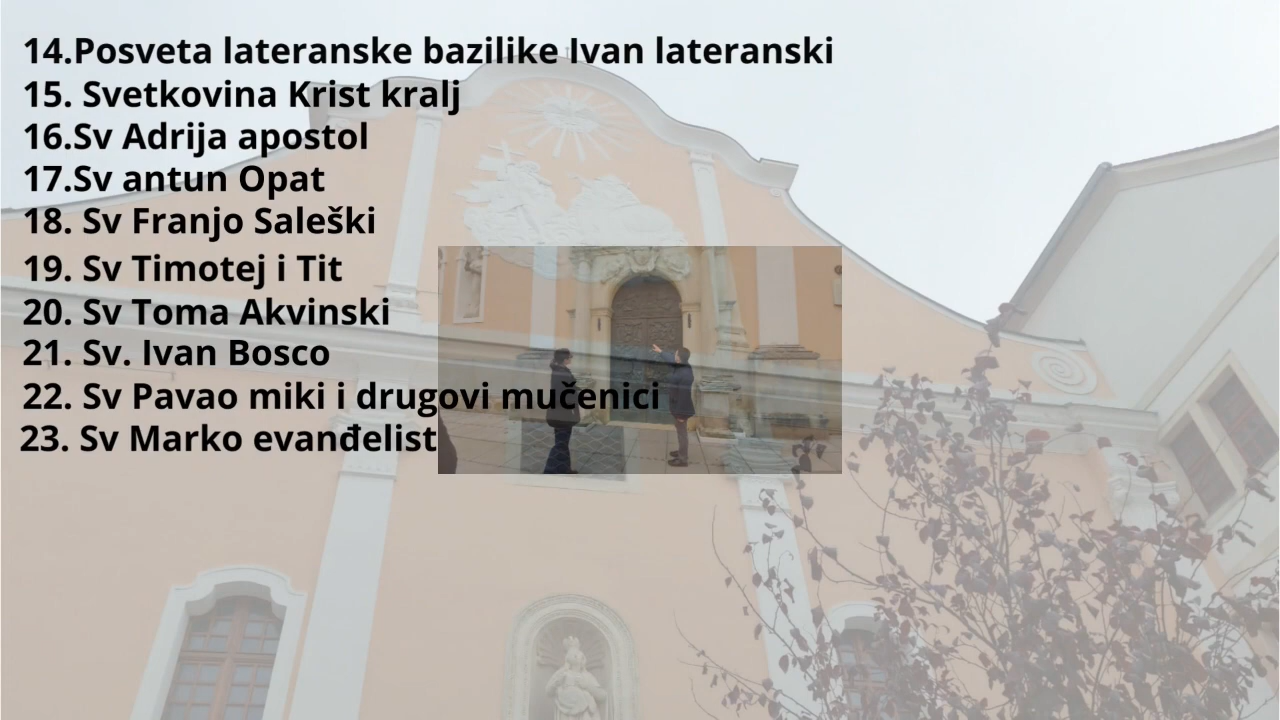 14.Posveta lateranske bazilike Ivan lateranski
15. Svetkovina Krist kralj
16.Sv Adrija apostol
17.Sv antun Opat
18. Sv Franjo Saleški
19. Sv Timotej i Tit
20. Sv Toma Akvinski
21. Sv. Ivan Bosco
22. Sv Pavao miki i drugovi mučenici
23. Sv Marko evanđelist